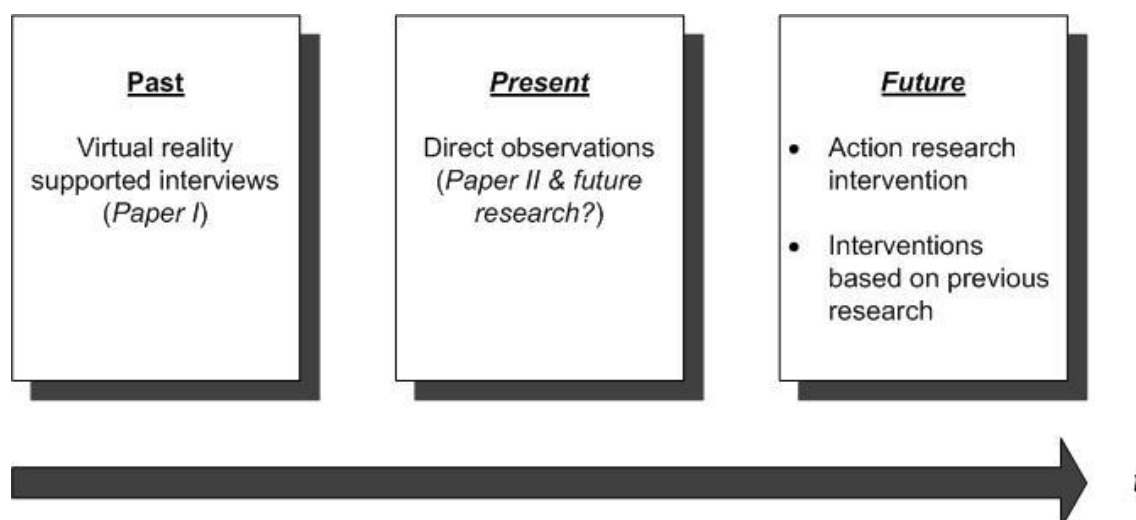 Past
Virtual reality
supported interviews
(Paper I)
Present
Direct observations
(Paper II & future
research?)
Future
• Action research
intervention
• Interventions
based on previous
research
t